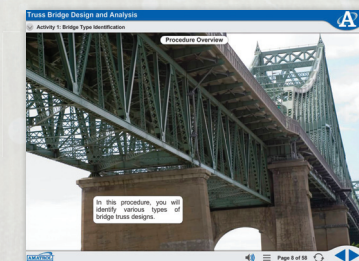 Truss Bridge Design and Analysis
Activity 1: Bridge Type Identification
Procedure Overview
In this procedure, you will
identify various types of
bridge truss designs.
AMATROL
Page 8 of 58